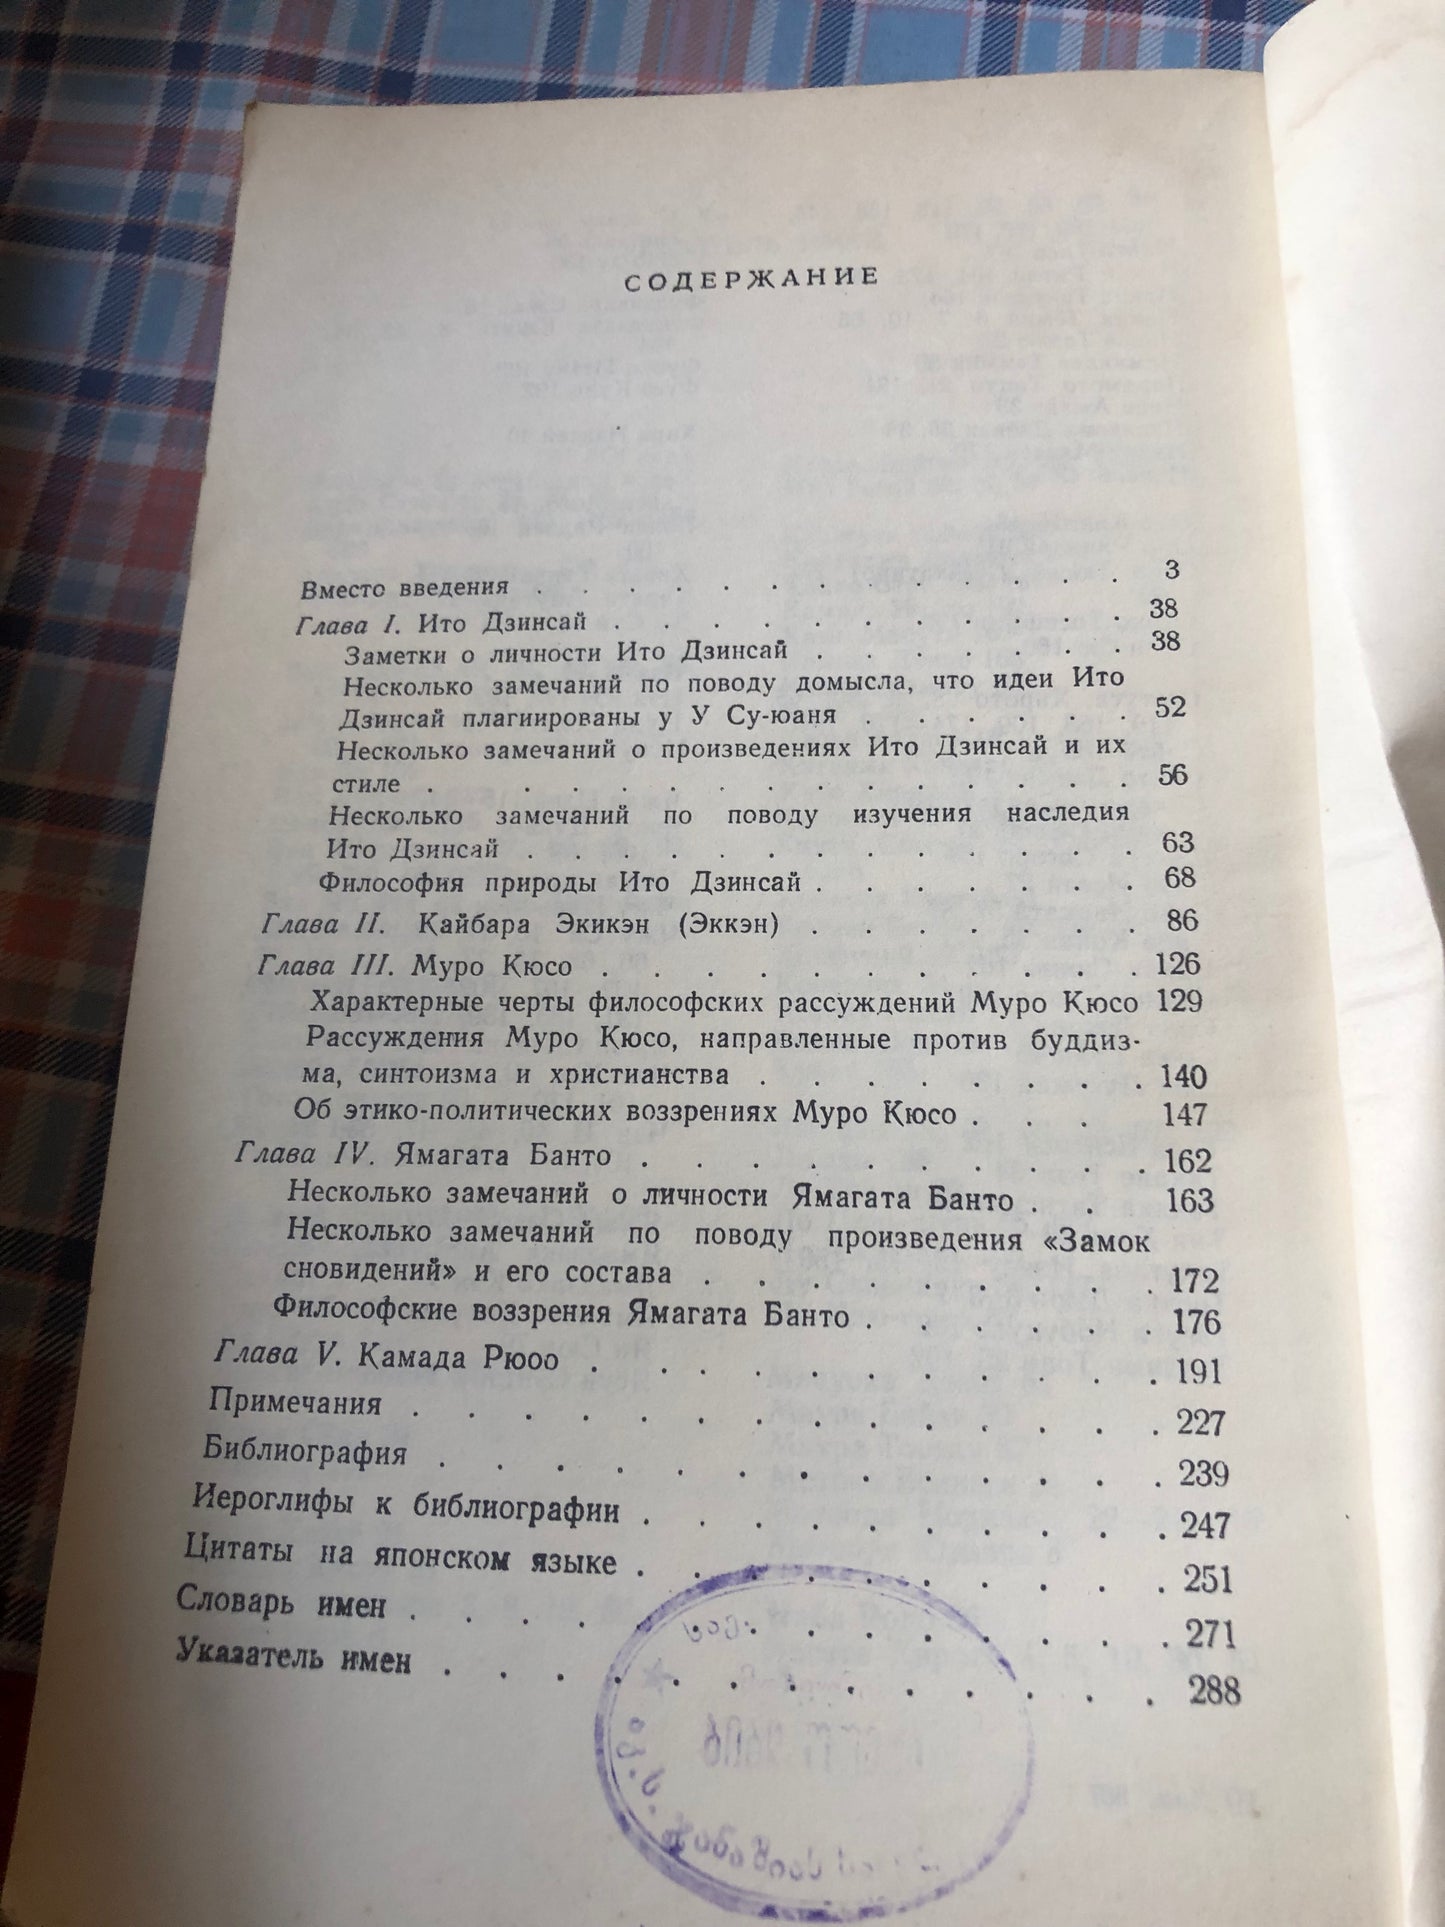 СОДЕРЖАНИЕ
Вместо введения . . . . . . . . . . . . 3
Глава I. Ито Дзинсай . . . . . . . . . . 38
Заметки о личности Ито Дзинсай . . . . . . . 38
Несколько замечаний по поводу домысла, что идеи Ито
Дзинсай плагиированы у У Су-юаня . . . . . . 52
Несколько замечаний о произведениях Ито Дзинсай и их
стиле . . . . . . . . . . . . . . 56
Несколько замечаний по поводу изучения наследия
Ито Дзинсай . . . . . . . . . . . . . 63
Философия природы Ито Дзинсай . . . . . . . 68
Глава II. Кайбара Экикэн (Эккэн) . . . . . . . 86
Глава III. Муро Кюсо . . . . . . . . . . . 126
Характерные черты философских рассуждений Муро Кюсо 129
Рассуждения Муро Кюсо, направленные против буддиз-
ма, синтоизма и христианства . . . . . . . . 140
Об этико-политических воззрениях Муро Кюсо . . . 147
Глава IV. Ямагата Банто . . . . . . . . . . 162
Несколько замечаний о личности Ямагата Банто . . 163
Несколько замечаний по поводу произведения «Замок
сновидений» и его состава . . . . . . . . . 172
Философские воззрения Ямагата Банто . . . . . . 176
Глава V. Камада Рюоо . . . . . . . . . . . 191
Примечания . . . . . . . . . . . . . . 227
Библиография . . . . . . . . . . . . . 239
Иероглифы к библиографии . . . . . . . . . . 247
Цитаты на японском языке . . . . . . . . . . 251
Словарь имен . . . . . . . . . . . . . . 271
Указатель имен . . . . . . . . . . . . . 288